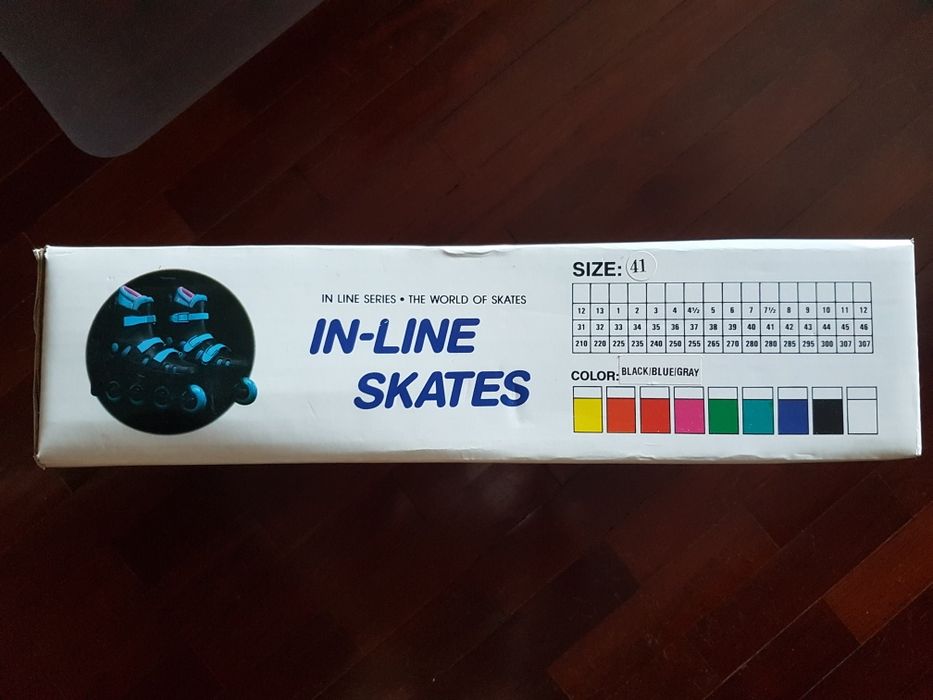 IN LINE SERIES • THE WORLD OF SKATES
IN-LINE
SKATES
SIZE: 41
12 13 1 2 3 4 4½ 5 6 7 7½ 8 9 10 11 12
31 32 33 34 35 36 37 38 39 40 41 42 43 44 45 46
210 220 225 235 240 250 255 265 270 280 280 285 295 300 307 307
COLOR: BLACK/BLUE/GRAY